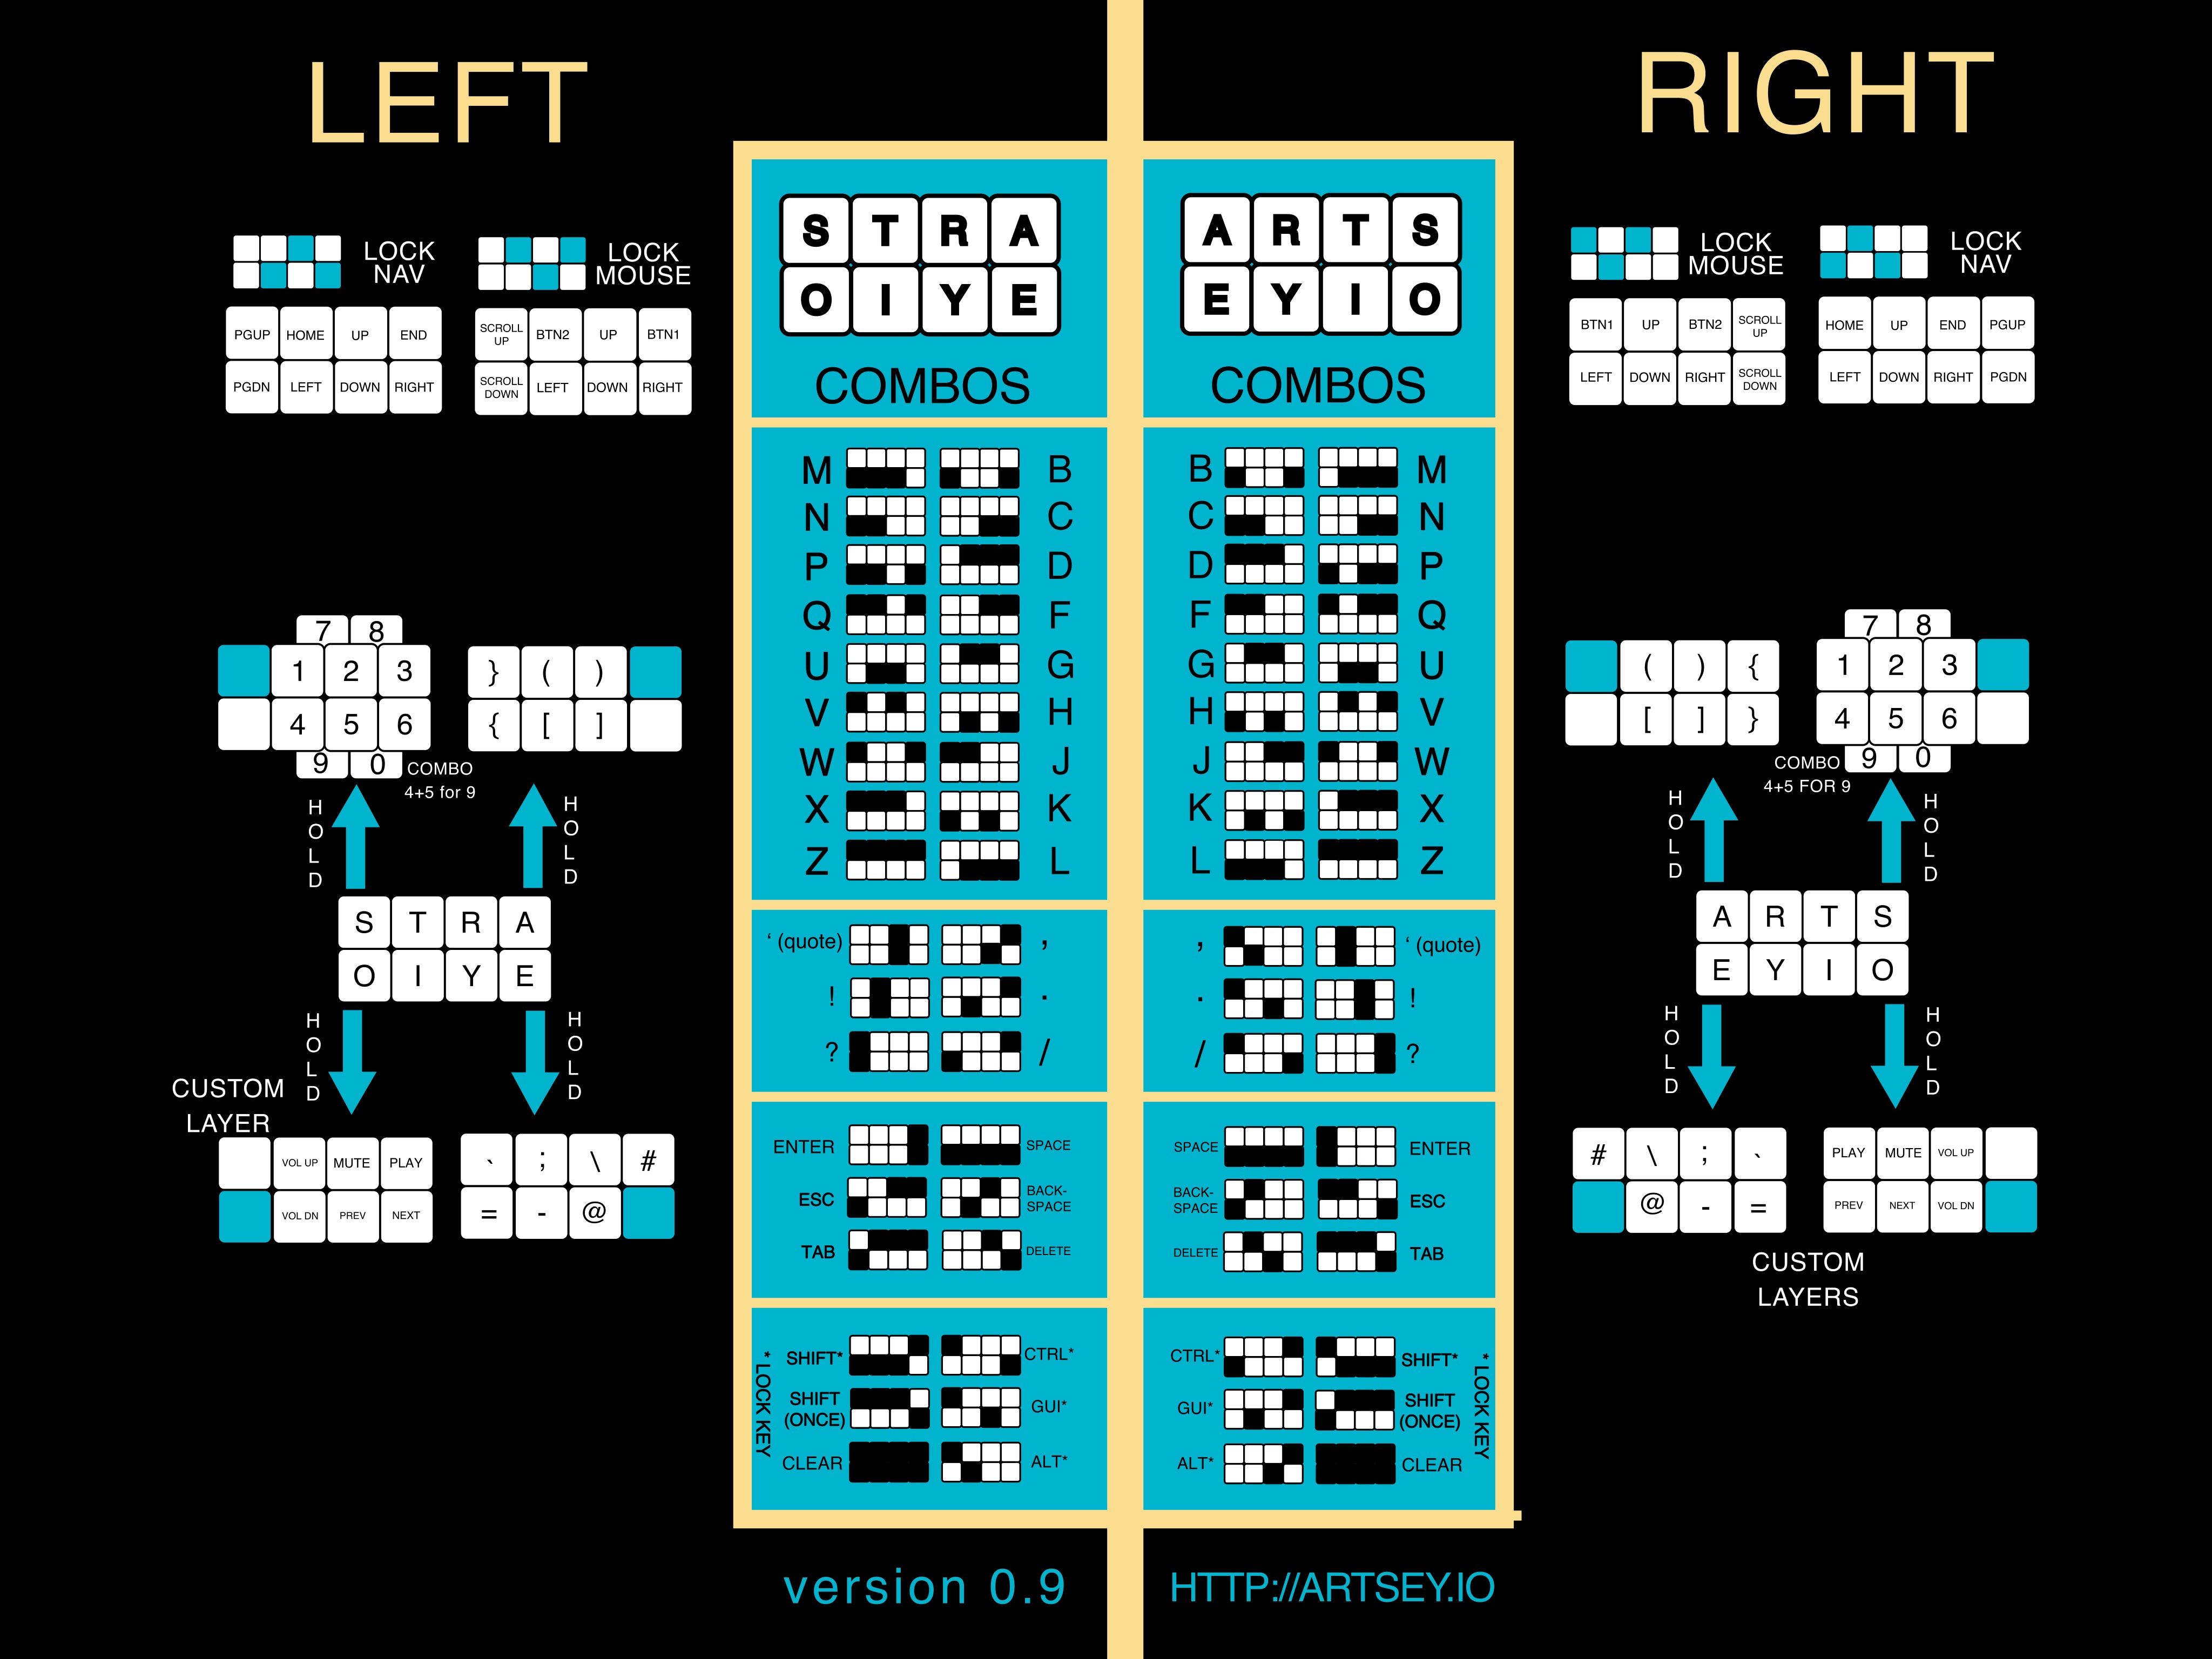 LEFT
RIGHT
LOCK
NAV
PGUP HOME UP END
PGDN LEFT DOWN RIGHT
LOCK
MOUSE
SCROLL UP BTN2 UP BTN1
SCROLL DOWN LEFT DOWN RIGHT
7 8
1 2 3
4 5 6
9 0
COMBO
4+5 for 9
} ( )
{ [ ]
HOLD
HOLD
S T R A
O I Y E
HOLD
HOLD
CUSTOM
LAYER
VOL UP MUTE PLAY
VOL DN PREV NEXT
` ; \ #
= - @
S T R A
O I Y E
COMBOS
M B
N C
P D
Q F
U G
V H
W J
X K
Z L
‘ (quote) ,
! .
? /
ENTER SPACE
ESC BACK-
SPACE
TAB DELETE
* LOCK KEY
SHIFT* CTRL*
SHIFT
(ONCE) GUI*
CLEAR ALT*
A R T S
E Y I O
COMBOS
B M
C N
D P
F Q
G U
H V
J W
K X
L Z
, ‘ (quote)
. !
/ ?
SPACE ENTER
BACK-
SPACE ESC
DELETE TAB
CTRL* SHIFT*
GUI* SHIFT
(ONCE)
ALT* CLEAR
* LOCK KEY
LOCK
MOUSE
BTN1 UP BTN2 SCROLL UP
LEFT DOWN RIGHT SCROLL DOWN
LOCK
NAV
HOME UP END PGUP
LEFT DOWN RIGHT PGDN
( ) {
[ ] }
7 8
1 2 3
4 5 6
9 0
COMBO
4+5 FOR 9
HOLD
HOLD
A R T S
E Y I O
HOLD
HOLD
# \ ; `
@ - =
PLAY MUTE VOL UP
PREV NEXT VOL DN
CUSTOM
LAYERS
version 0.9
HTTP://ARTSEY.IO